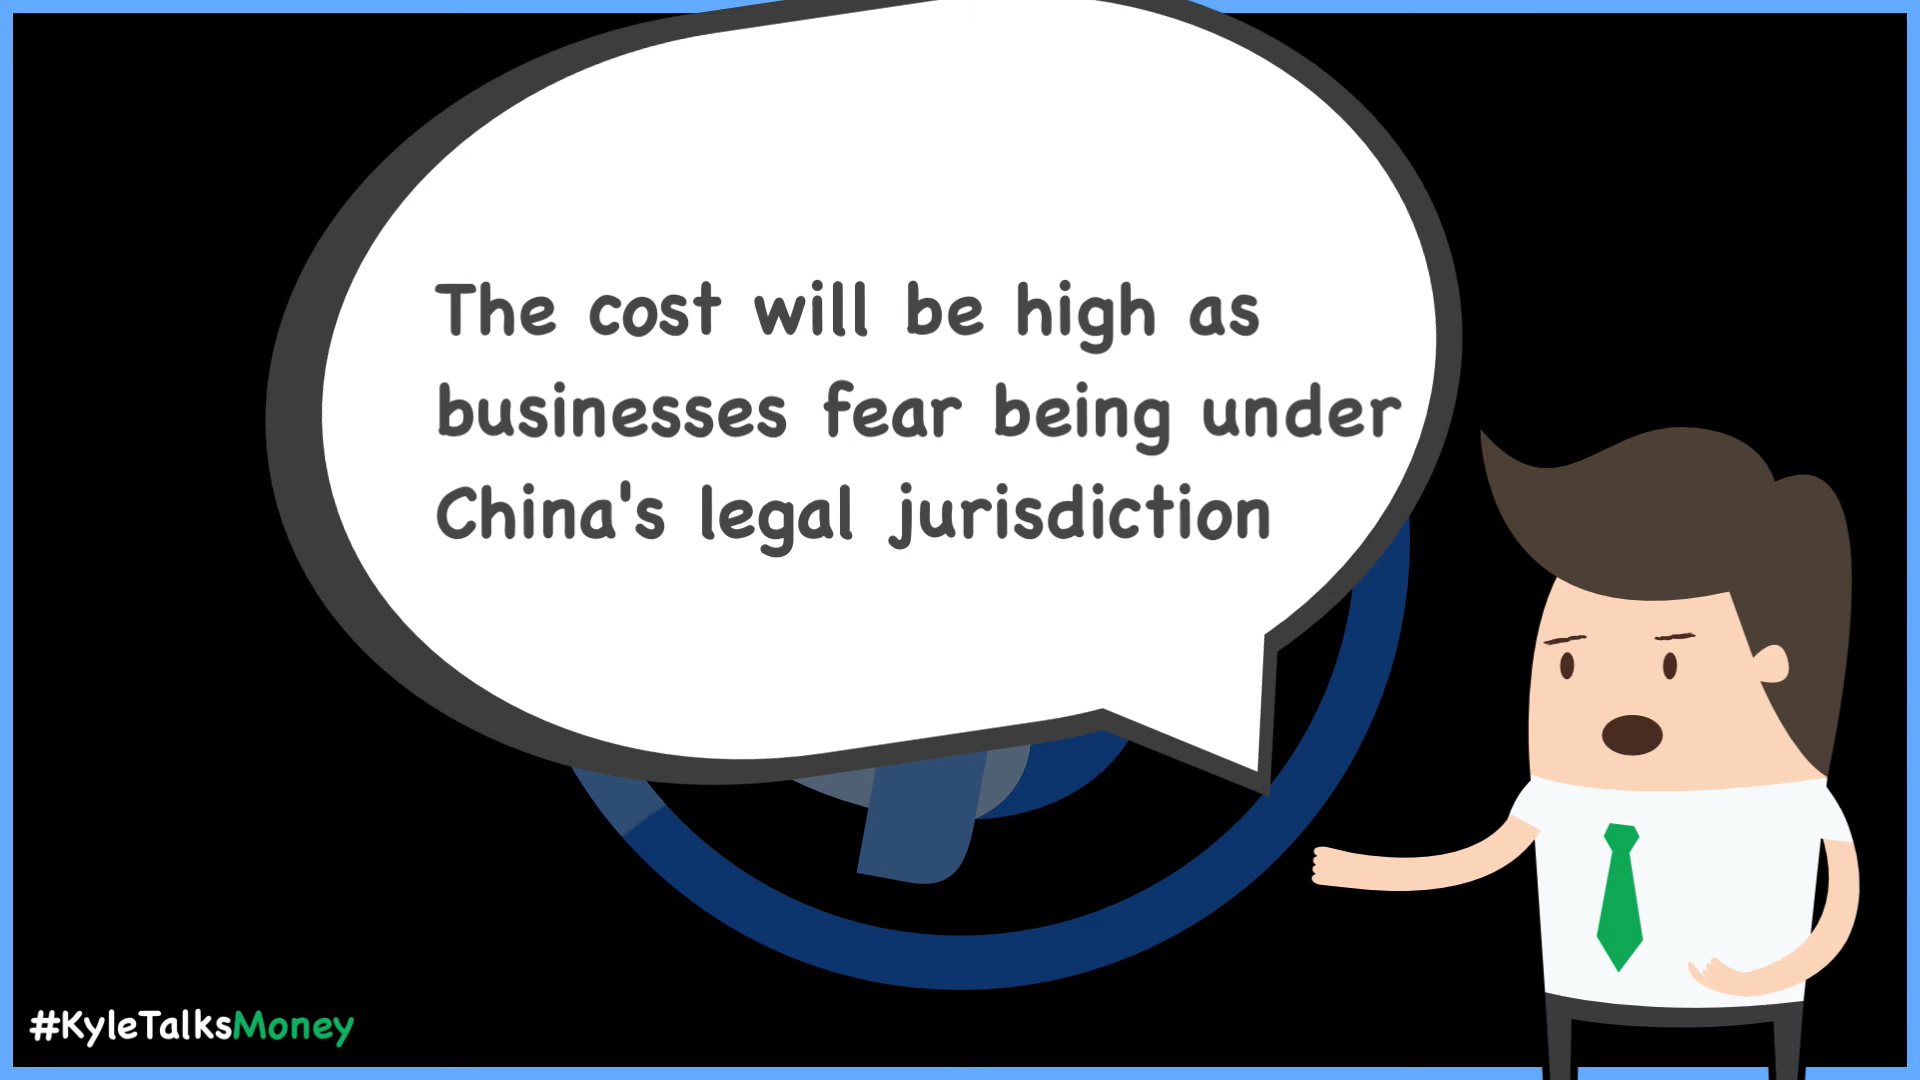 The cost will be high as
businesses fear being under
China's legal jurisdiction
#KyleTalksMoney